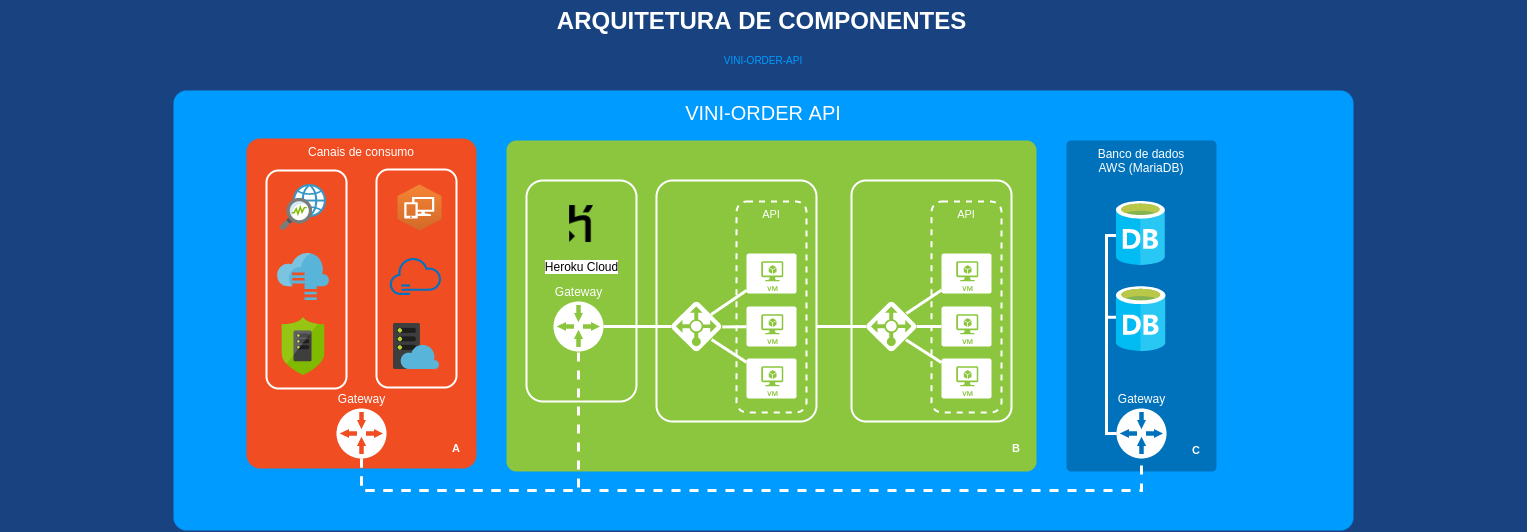 ARQUITETURA DE COMPONENTES
VINI-ORDER-API
VINI-ORDER API
Canais de consumo
Gateway
A
Heroku Cloud
Gateway
API
VM
VM
VM
API
VM
VM
VM
B
Banco de dados
AWS (MariaDB)
DB
DB
Gateway
C